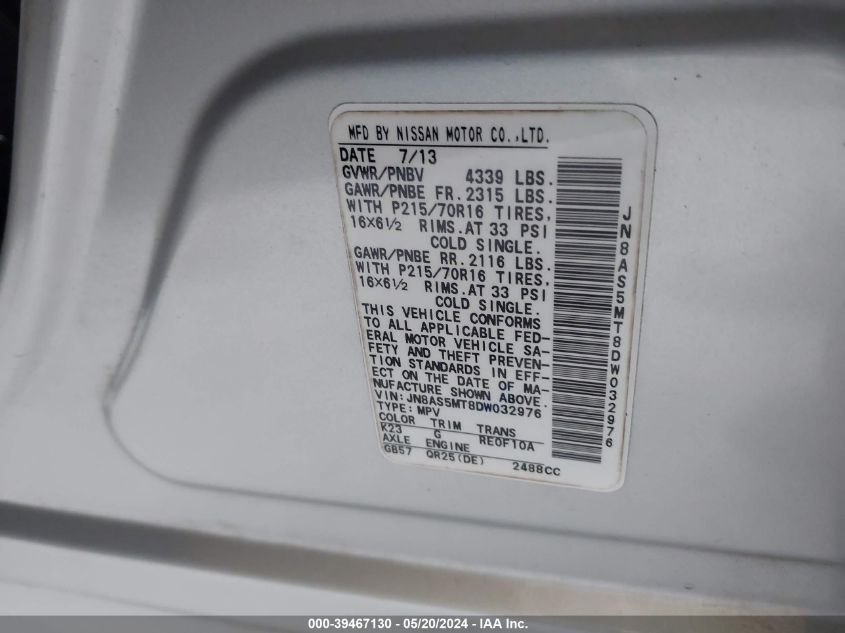 MFD BY NISSAN MOTOR CO.,LTD.
DATE 7/13
GVWR/PNBV 4339 LBS.
GAWR/PNBE FR. 2315 LBS.
WITH P215/70R16 TIRES,
16×6½ RIMS. AT 33 PSI
COLD SINGLE.
GAWR/PNBE RR. 2116 LBS.
WITH P215/70R16 TIRES,
16×6½ RIMS. AT 33 PSI
COLD SINGLE.
THIS VEHICLE CONFORMS
TO ALL APPLICABLE FED-
ERAL MOTOR VEHICLE SA-
FETY AND THEFT PREVEN-
TION STANDARDS IN EFF-
ECT ON THE DATE OF MA-
NUFACTURE SHOWN ABOVE.
VIN: JN8AS5MT8DW032976
TYPE: MPV
COLOR TRIM TRANS
K23 G RE0F10A
AXLE ENGINE
GB57 QR25(DE) 2488CC
JN8AS5MT8DW032976
000-39467130 - 05/20/2024 - IAA Inc.